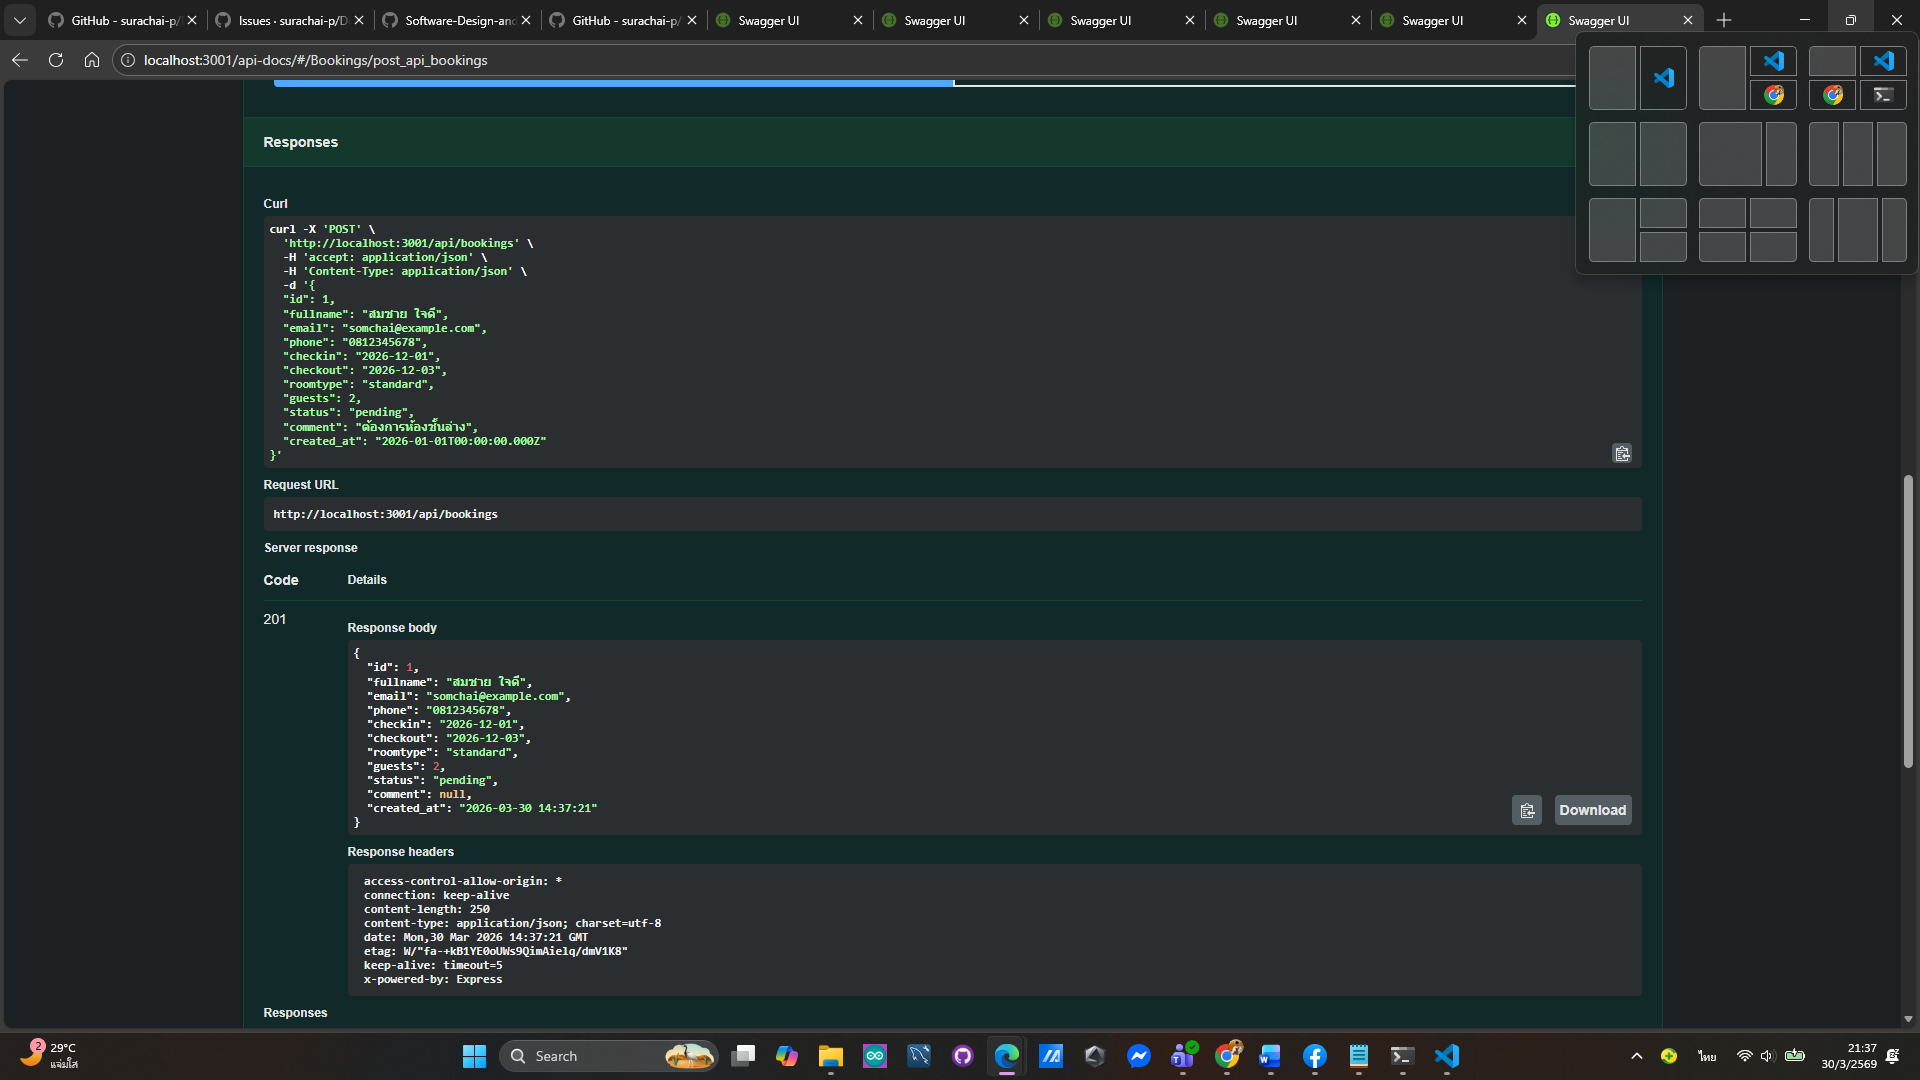 GitHub - surachai-p/
Issues · surachai-p/D
Software-Design-and
GitHub - surachai-p/
Swagger UI
Swagger UI
Swagger UI
Swagger UI
Swagger UI
Swagger UI
localhost:3001/api-docs/#/Bookings/post_api_bookings
Responses
Curl
curl -X 'POST' \
'http://localhost:3001/api/bookings' \
-H 'accept: application/json' \
-H 'Content-Type: application/json' \
-d '{
"id": 1,
"fullname": "สมชาย ใจดี",
"email": "somchai@example.com",
"phone": "0812345678",
"checkin": "2026-12-01",
"checkout": "2026-12-03",
"roomtype": "standard",
"guests": 2,
"status": "pending",
"comment": "ต้องการห้องชั้นล่าง",
"created_at": "2026-01-01T00:00:00.000Z"
}'
Request URL
http://localhost:3001/api/bookings
Server response
Code Details
201
Response body
{
"id": 1,
"fullname": "สมชาย ใจดี",
"email": "somchai@example.com",
"phone": "0812345678",
"checkin": "2026-12-01",
"checkout": "2026-12-03",
"roomtype": "standard",
"guests": 2,
"status": "pending",
"comment": null,
"created_at": "2026-03-30 14:37:21"
}
Download
Response headers
access-control-allow-origin: *
connection: keep-alive
content-length: 250
content-type: application/json; charset=utf-8
date: Mon,30 Mar 2026 14:37:21 GMT
etag: W/"fa-+kB1YE0oUWs9QimAielq/dmV1K8"
keep-alive: timeout=5
x-powered-by: Express
Responses
2
29°C
แจ่มใส
Search
ไทย
21:37
30/3/2569